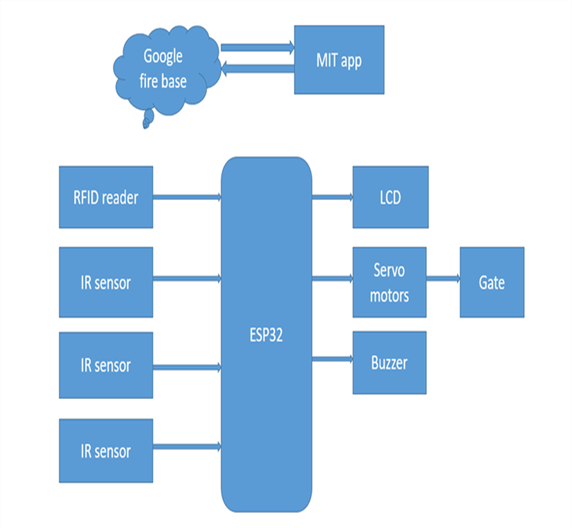 Google
fire base
MIT app
RFID reader
LCD
IR sensor
Servo
motors
Gate
ESP32
IR sensor
Buzzer
IR sensor